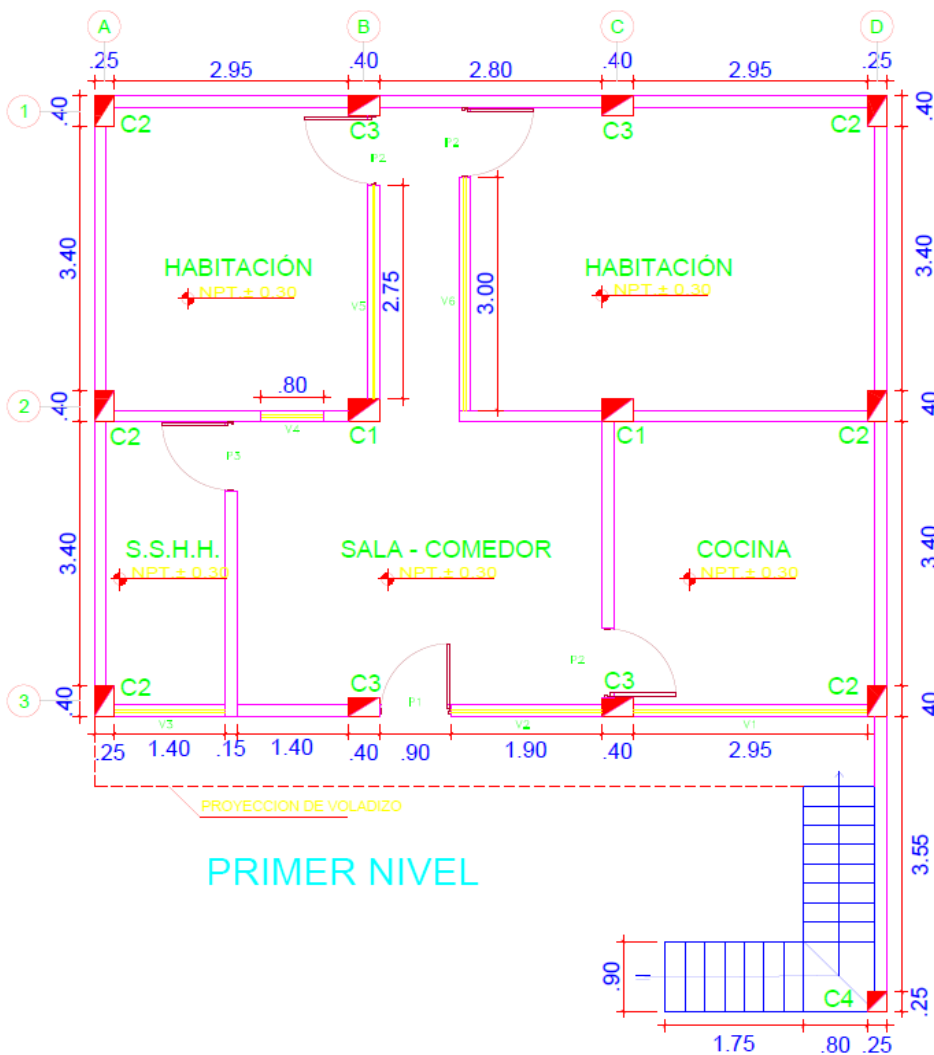 A B C D
.25 2.95 .40 2.80 .40 2.95 .25
1 .40 C2 C3 C3 C2 .40
P2 P2
3.40 HABITACIÓN HABITACIÓN 3.40
NPT ± 0.30 NPT ± 0.30
V5 2.75 V6 3.00
.80
2 .40 C2 V4 C1 C1 C2 .40
P3
3.40 S.S.H.H. SALA - COMEDOR COCINA 3.40
NPT ± 0.30 NPT ± 0.30 NPT ± 0.30
P2
3 .40 C2 C3 P1 C3 C2 .40
V3 V2 V1
.25 1.40 .15 1.40 .40 .90 1.90 .40 2.95
PROYECCION DE VOLADIZO
3.55
PRIMER NIVEL
.90 C4 .25
1.75 .80 .25